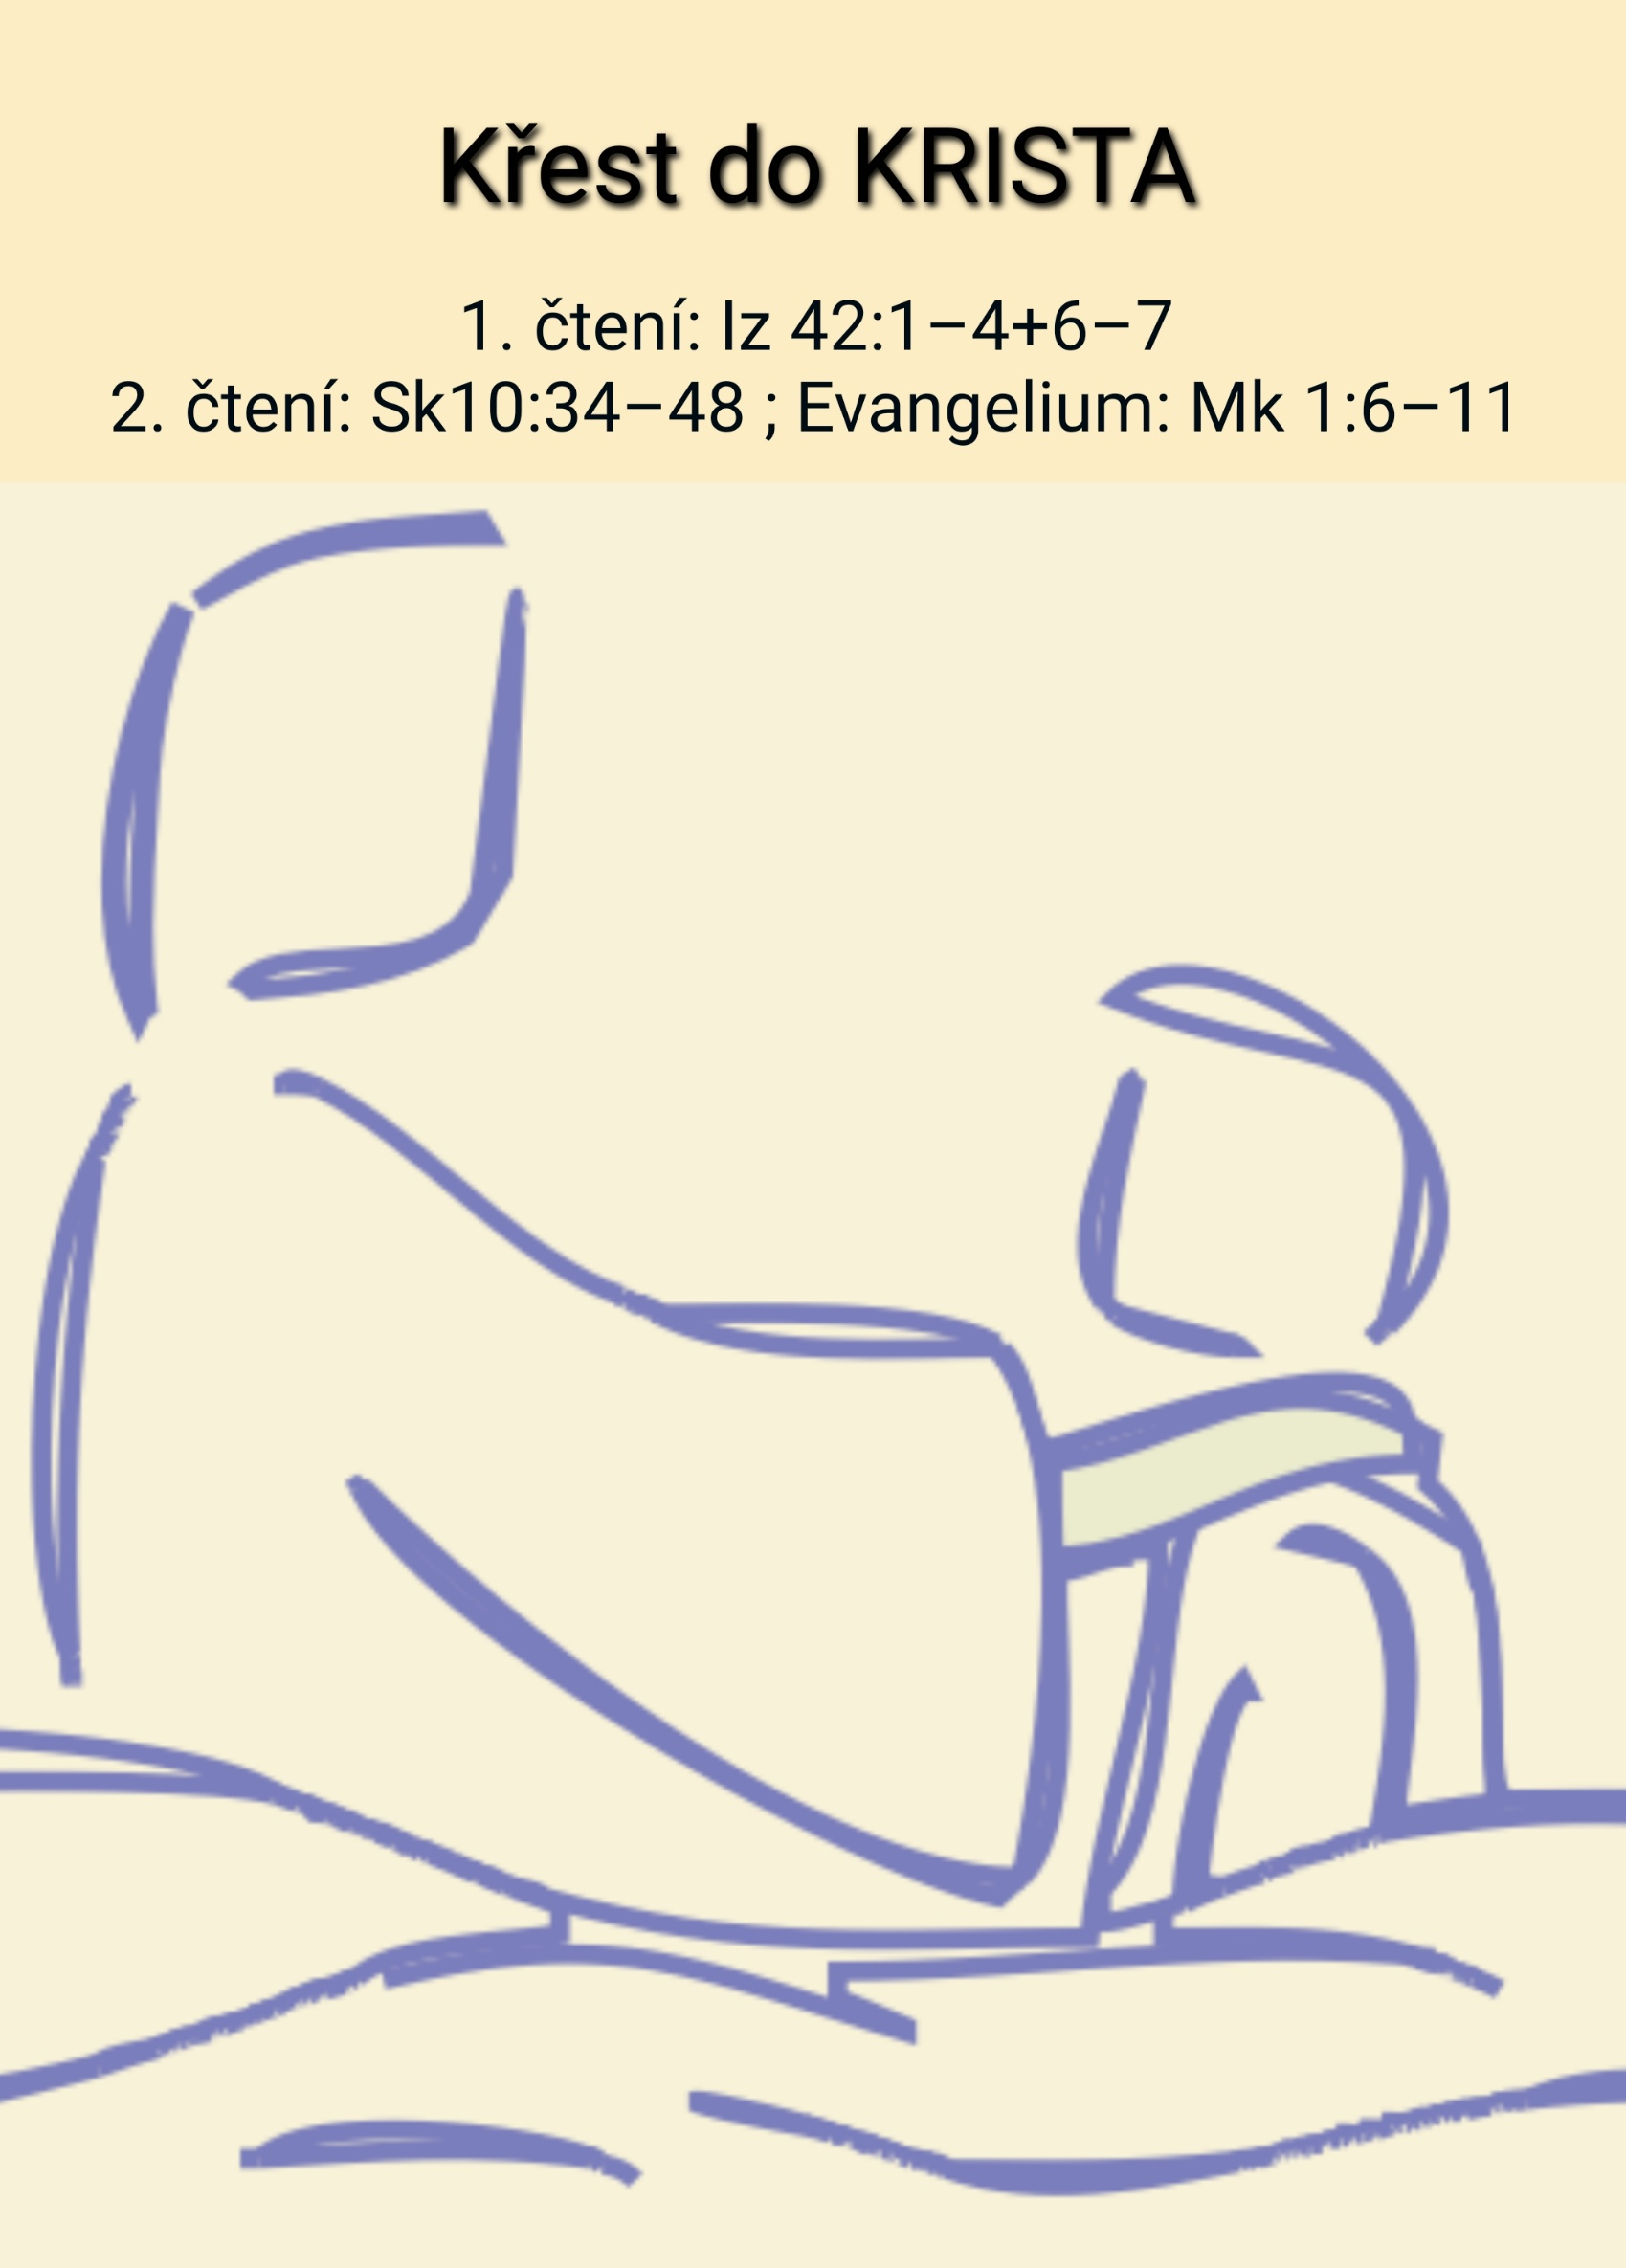 Křest do KRISTA
1. čtení: Iz 42:1–4+6–7
2. čtení: Sk10:34–48 ; Evangelium: Mk 1:6–11